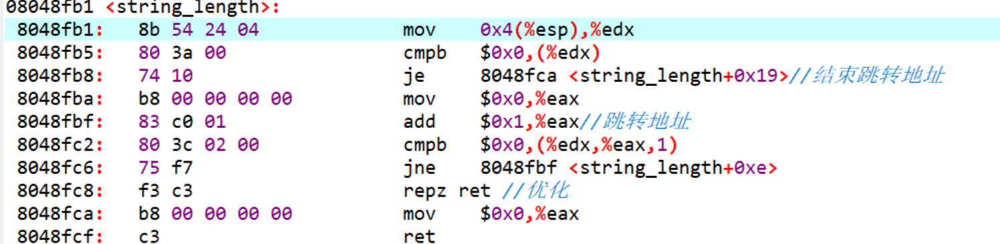 08048fb1 <string_length>:
8048fb1: 8b 54 24 04 mov 0x4(%esp),%edx
8048fb5: 80 3a 00 cmpb $0x0,(%edx)
8048fb8: 74 10 je 8048fca <string_length+0x19>//结束跳转地址
8048fba: b8 00 00 00 00 mov $0x0,%eax
8048fbf: 83 c0 01 add $0x1,%eax//跳转地址
8048fc2: 80 3c 02 00 cmpb $0x0,(%edx,%eax,1)
8048fc6: 75 f7 jne 8048fbf <string_length+0xe>
8048fc8: f3 c3 repz ret //优化
8048fca: b8 00 00 00 00 mov $0x0,%eax
8048fcf: c3 ret